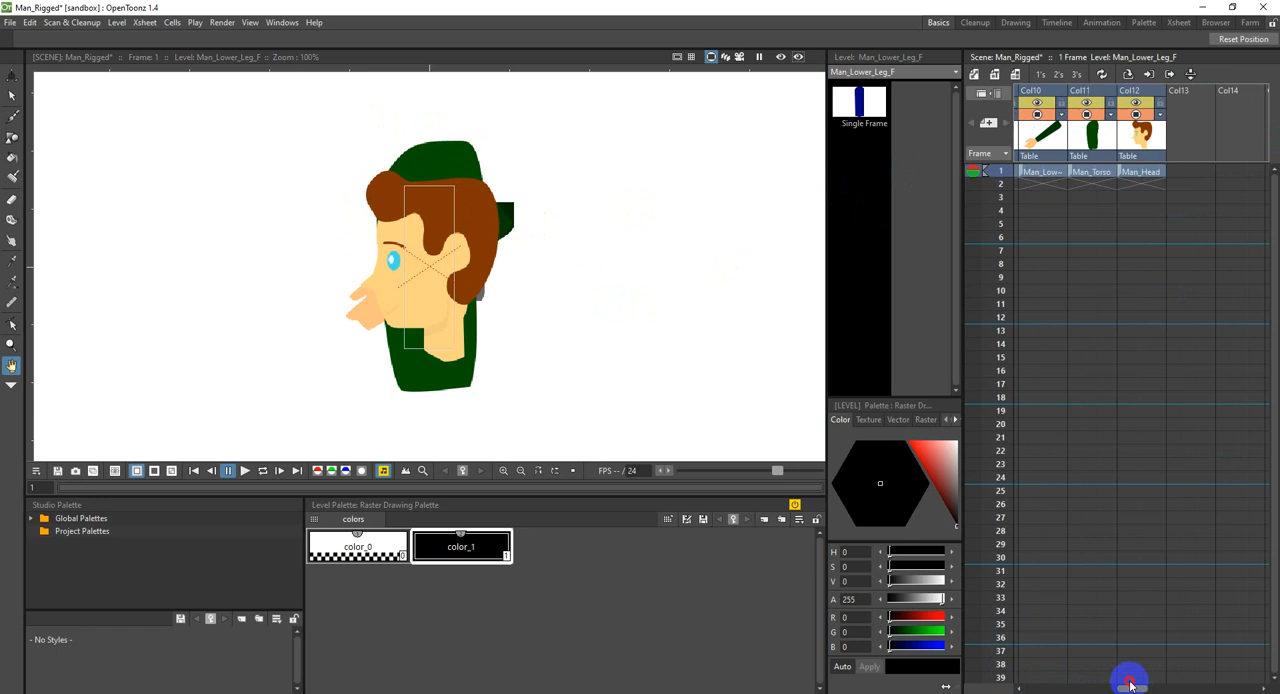 Man_Rigged* [sandbox] : OpenToonz 1.4
File Edit Scan & Cleanup Level Xsheet Cells Play Render View Windows Help
Basics Cleanup Drawing Timeline Animation Palette Xsheet Browser Farm
Reset Position
[SCENE]: Man_Rigged* :: Frame: 1 :: Level: Man_Lower_Leg_F :: Zoom : 100%
Level: Man_Lower_Leg_F
Scene: Man_Rigged* :: 1 Frame Level: Man_Lower_Leg_F
Man_Lower_Leg_F
1's 2's 3's
Col10 Col11 Col12 Col13 Col14
Single Frame
Frame
Table Table Table
1 Man_Low~ Man_Torso Man_Head
2
3
4
5
6
7
8
9
10
11
12
13
14
15
16
17
18
19
20
21
22
23
24
25
26
27
28
29
30
31
32
33
34
35
36
37
38
39
[LEVEL] Palette : Raster Dr...
Color Texture Vector Raster
FPS -- / 24
1
Studio Palette
Global Palettes
Project Palettes
- No Styles -
Level Palette: Raster Drawing Palette
colors
color_0 0
color_1 1
H 0
S 0
V 0
A 255
R 0
G 0
B 0
Auto Apply